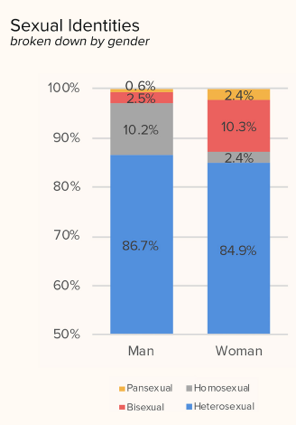 Sexual Identities
broken down by gender
100%
0.6%
2.5%
2.4%
90%
10.2%
10.3%
2.4%
80%
70%
86.7%
84.9%
60%
50%
Man
Woman
Pansexual
Homosexual
Bisexual
Heterosexual